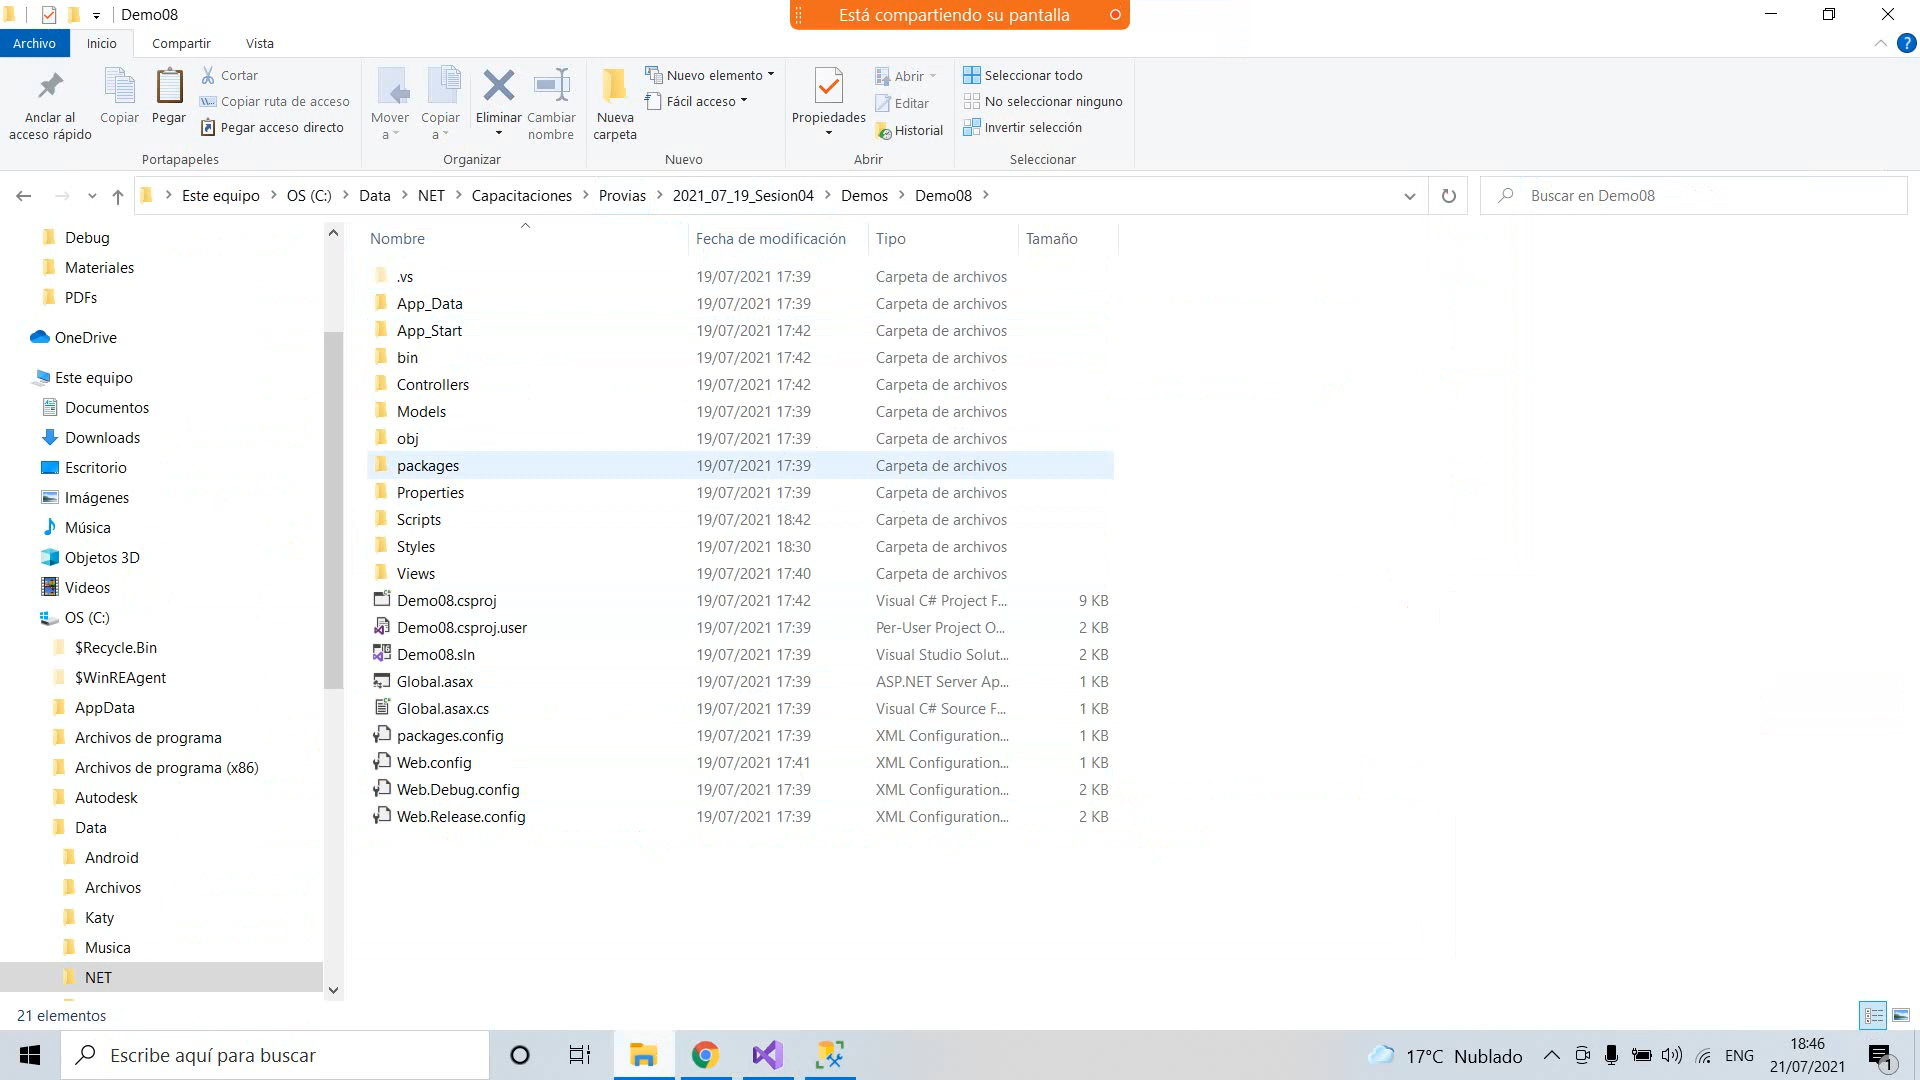 Demo08
Está compartiendo su pantalla
Archivo
Inicio
Compartir
Vista
Anclar al
acceso rápido
Copiar
Pegar
Cortar
Copiar ruta de acceso
Pegar acceso directo
Portapapeles
Mover
a
Copiar
a
Eliminar
Cambiar
nombre
Organizar
Nueva
carpeta
Nuevo elemento
Fácil acceso
Nuevo
Propiedades
Abrir
Editar
Historial
Abrir
Seleccionar todo
No seleccionar ninguno
Invertir selección
Seleccionar
Este equipo > OS (C:) > Data > NET > Capacitaciones > Provias > 2021_07_19_Sesion04 > Demos > Demo08 >
Buscar en Demo08
Debug
Materiales
PDFs
OneDrive
Este equipo
Documentos
Downloads
Escritorio
Imágenes
Música
Objetos 3D
Videos
OS (C:)
$Recycle.Bin
$WinREAgent
AppData
Archivos de programa
Archivos de programa (x86)
Autodesk
Data
Android
Archivos
Katy
Musica
NET
Nombre Fecha de modificación Tipo Tamaño
.vs 19/07/2021 17:39 Carpeta de archivos
App_Data 19/07/2021 17:39 Carpeta de archivos
App_Start 19/07/2021 17:42 Carpeta de archivos
bin 19/07/2021 17:42 Carpeta de archivos
Controllers 19/07/2021 17:42 Carpeta de archivos
Models 19/07/2021 17:39 Carpeta de archivos
obj 19/07/2021 17:39 Carpeta de archivos
packages 19/07/2021 17:39 Carpeta de archivos
Properties 19/07/2021 17:39 Carpeta de archivos
Scripts 19/07/2021 18:42 Carpeta de archivos
Styles 19/07/2021 18:30 Carpeta de archivos
Views 19/07/2021 17:40 Carpeta de archivos
Demo08.csproj 19/07/2021 17:42 Visual C# Project F... 9 KB
Demo08.csproj.user 19/07/2021 17:39 Per-User Project O... 2 KB
Demo08.sln 19/07/2021 17:39 Visual Studio Solut... 2 KB
Global.asax 19/07/2021 17:39 ASP.NET Server Ap... 1 KB
Global.asax.cs 19/07/2021 17:39 Visual C# Source F... 1 KB
packages.config 19/07/2021 17:39 XML Configuration... 1 KB
Web.config 19/07/2021 17:41 XML Configuration... 1 KB
Web.Debug.config 19/07/2021 17:39 XML Configuration... 2 KB
Web.Release.config 19/07/2021 17:39 XML Configuration... 2 KB
21 elementos
Escribe aquí para buscar
17°C Nublado
ENG
18:46
21/07/2021
1